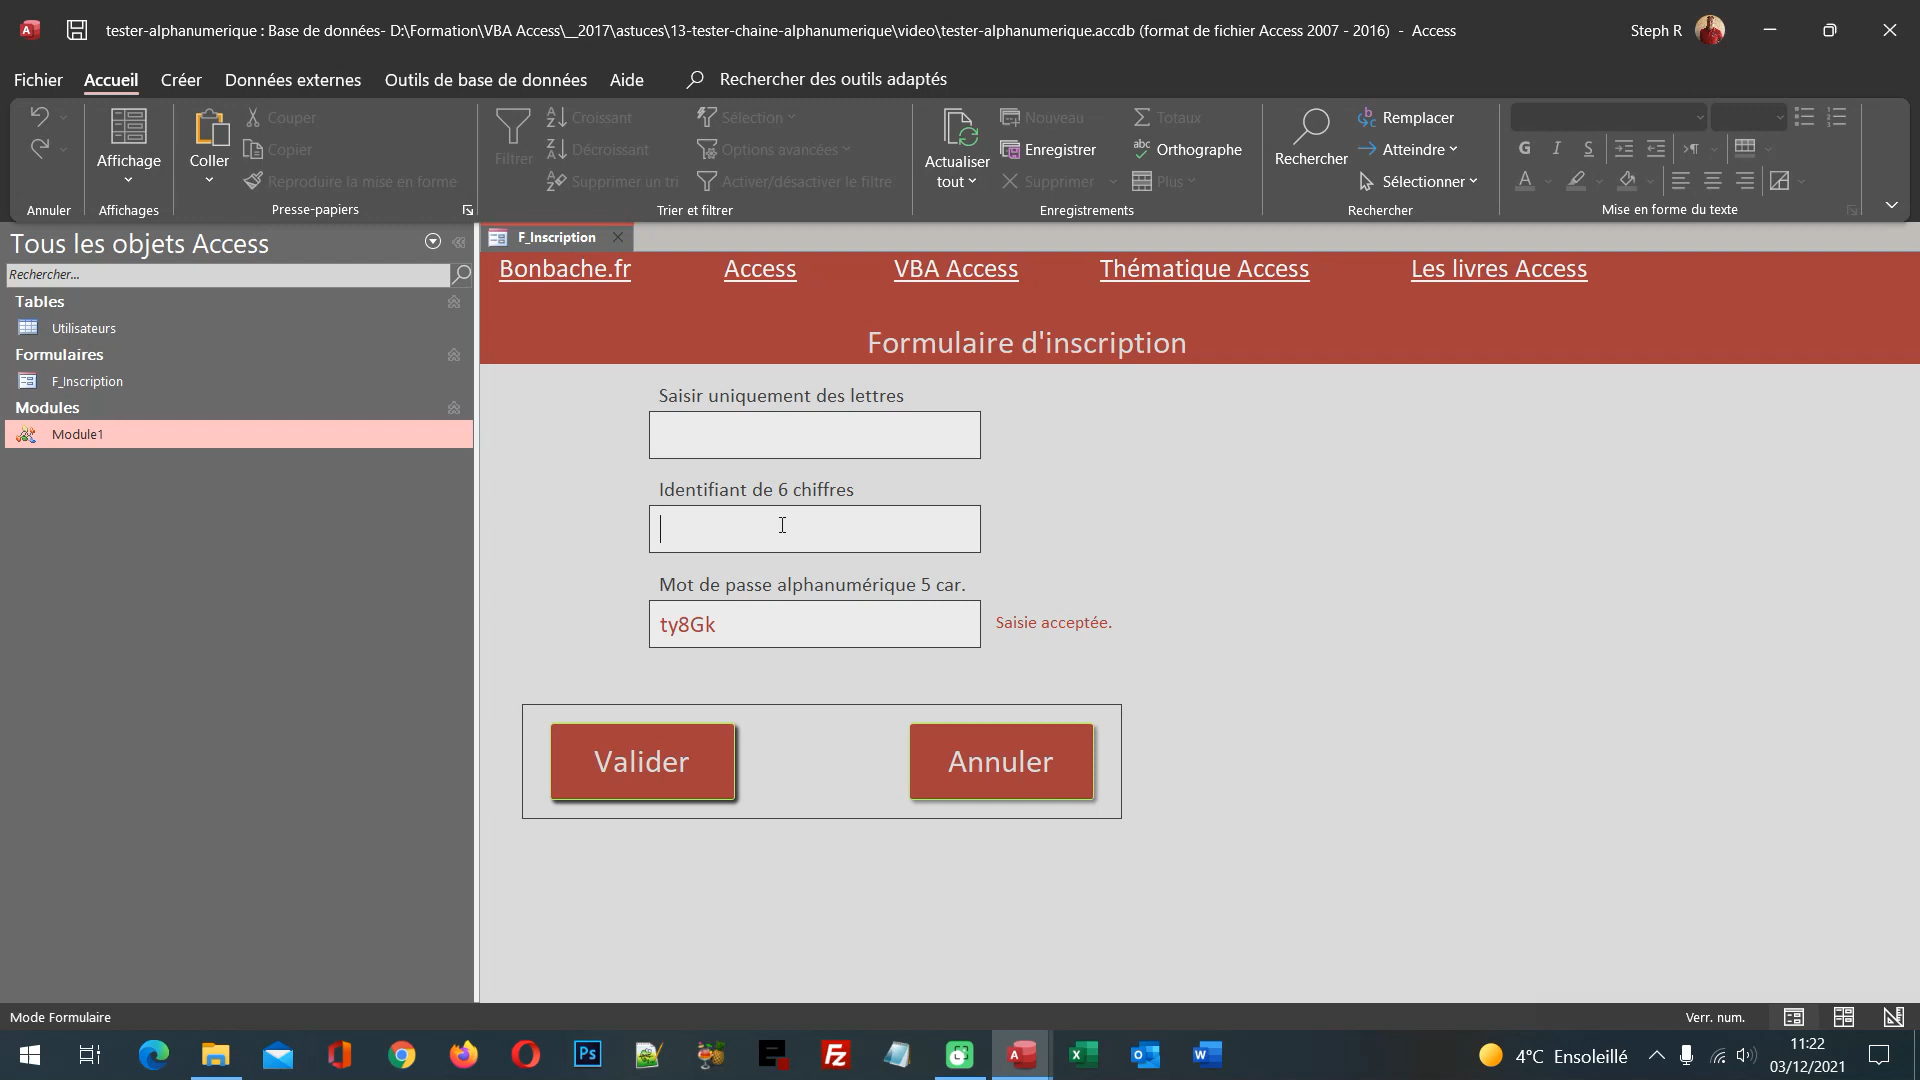 tester-alphanumerique : Base de données- D:\Formation\VBA Access\__2017\astuces\13-tester-chaine-alphanumerique\video\tester-alphanumerique.accdb (format de fichier Access 2007 - 2016) - Access
Steph R
Fichier Accueil Créer Données externes Outils de base de données Aide Rechercher des outils adaptés
Affichage
Coller
Couper
Copier
Reproduire la mise en forme
Filtrer
Croissant
Décroissant
Supprimer un tri
Sélection
Options avancées
Activer/désactiver le filtre
Actualiser
tout
Nouveau
Enregistrer
Supprimer
Totaux
Orthographe
Plus
Rechercher
Remplacer
Atteindre
Sélectionner
G I S
Annuler Affichages Presse-papiers Trier et filtrer Enregistrements Rechercher Mise en forme du texte
Tous les objets Access
Rechercher...
Tables
Utilisateurs
Formulaires
F_Inscription
Modules
Module1
F_Inscription
Bonbache.fr Access VBA Access Thématique Access Les livres Access
Formulaire d'inscription
Saisir uniquement des lettres
Identifiant de 6 chiffres
Mot de passe alphanumérique 5 car.
ty8Gk
Saisie acceptée.
Valider
Annuler
Mode Formulaire
Verr. num.
4°C Ensoleillé
11:22
03/12/2021